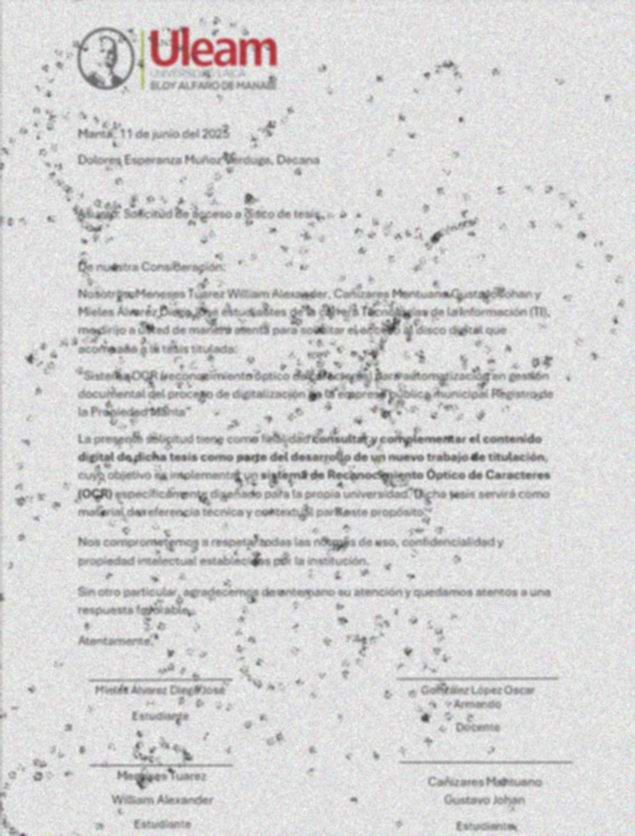 Uleam
UNIVERSIDAD LAICA
ELOY ALFARO DE MANABÍ
Manta, 11 de junio del 2025
Dolores Esperanza Muñoz Verduga, Decana
Asunto: Solicitud de acceso a disco de tesis.
De nuestra Consideración:
Nosotros, Meneses Tuarez William Alexander, Cañizares Mantuano Gustavo Johan y
Mieles Álvarez Diego José estudiantes de la carrera Tecnologías de la Información (TI),
me dirijo a usted de manera atenta para solicitar el acceso al disco digital que
acompaña a la tesis titulada:
"Sistema OCR (reconocimiento óptico de caracteres) para automatización en gestión
documental del proceso de digitalización de la empresa pública municipal Registro de
la Propiedad Manta"
La presente solicitud tiene como finalidad consultar y complementar el contenido
digital de dicha tesis como parte del desarrollo de un nuevo trabajo de titulación,
cuyo objetivo es implementar un sistema de Reconocimiento Óptico de Caracteres
(OCR) específicamente diseñado para la propia universidad. Dicha tesis servirá como
material de referencia técnica y contextual para este propósito.
Nos comprometemos a respetar todas las normas de uso, confidencialidad y
propiedad intelectual establecidas por la institución.
Sin otro particular, agradecemos de antemano su atención y quedamos atentos a una
respuesta favorable.
Atentamente,
Mieles Álvarez Diego José
Estudiante
González López Oscar
Armando
Docente
Meneses Tuarez
William Alexander
Estudiante
Cañizares Mantuano
Gustavo Johan
Estudiante